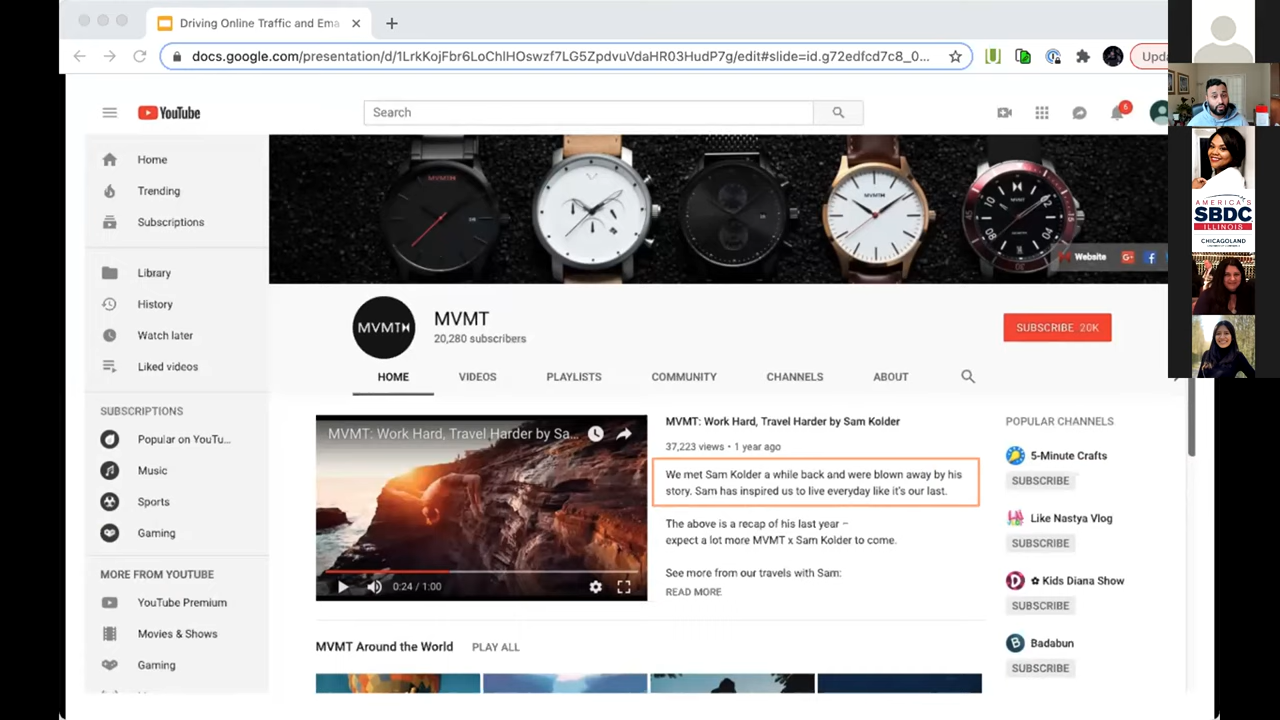 Driving Online Traffic and Ema
docs.google.com/presentation/d/1LrkKojFbr6LoChlHOswzf7LG5ZpdvuVdaHR03HudP7g/edit#slide=id.g72edfcd7c8_0...
Upda
YouTube
Search
6
Home
Trending
Subscriptions
Library
History
Watch later
Liked videos
SUBSCRIPTIONS
Popular on YouTu...
Music
Sports
Gaming
MORE FROM YOUTUBE
YouTube Premium
Movies & Shows
Gaming
MVMT
MVMT
Website
MVMT
MVMT
20,280 subscribers
SUBSCRIBE 20K
HOME
VIDEOS
PLAYLISTS
COMMUNITY
CHANNELS
ABOUT
MVMT: Work Hard, Travel Harder by Sa...
0:24 / 1:00
MVMT: Work Hard, Travel Harder by Sam Kolder
37,223 views • 1 year ago
We met Sam Kolder a while back and were blown away by his
story. Sam has inspired us to live everyday like it's our last.
The above is a recap of his last year –
expect a lot more MVMT x Sam Kolder to come.
See more from our travels with Sam:
READ MORE
MVMT Around the World PLAY ALL
POPULAR CHANNELS
5-Minute Crafts
SUBSCRIBE
Like Nastya Vlog
SUBSCRIBE
✿ Kids Diana Show
SUBSCRIBE
Badabun
SUBSCRIBE
AMERICA'S
SBDC
ILLINOIS
CHICAGOLAND